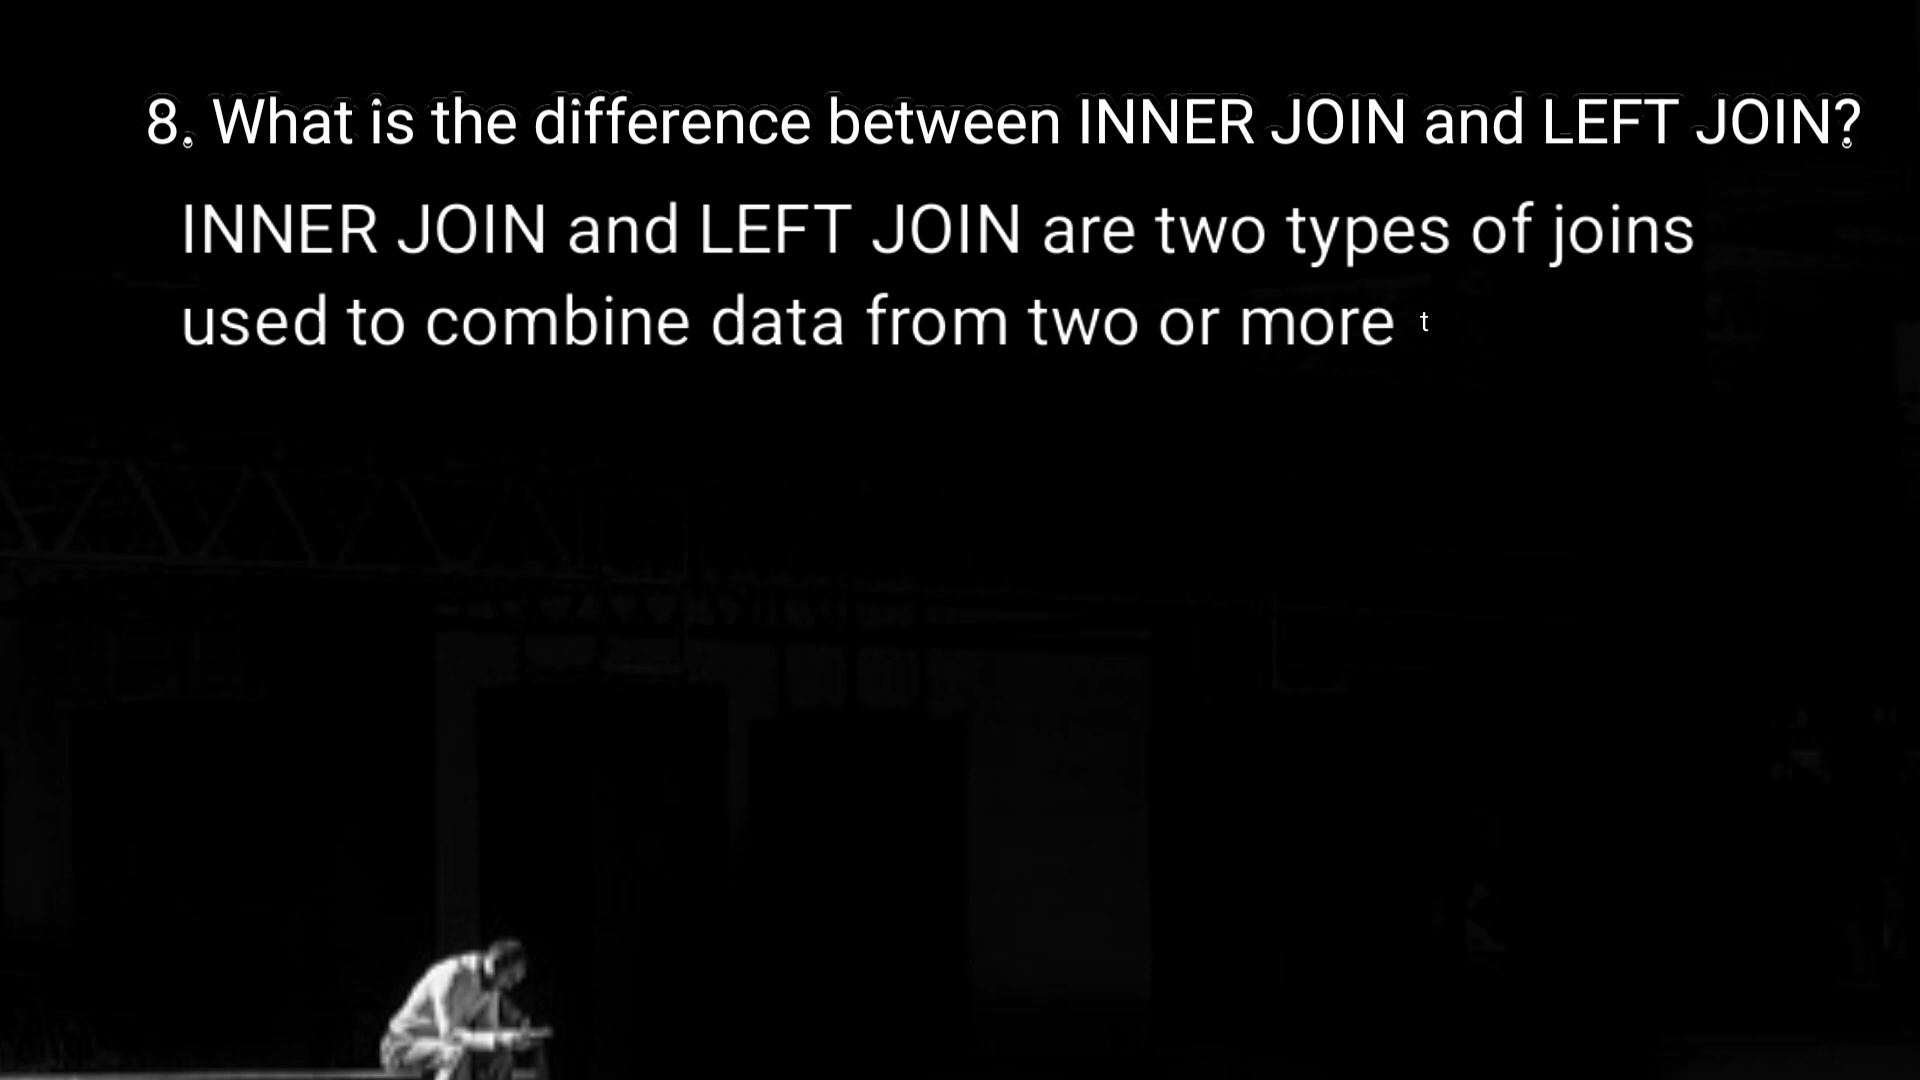 8. What is the difference between INNER JOIN and LEFT JOIN?
INNER JOIN and LEFT JOIN are two types of joins
used to combine data from two or more t